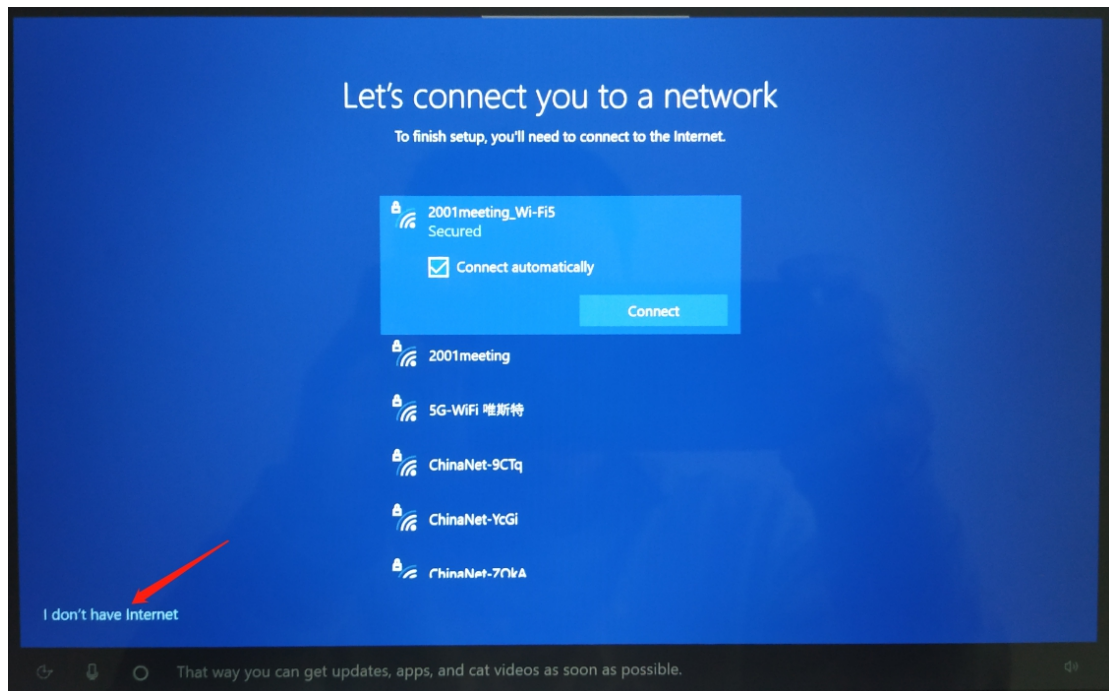 Let's connect you to a network
To finish setup, you'll need to connect to the Internet.
2001meeting_Wi-Fi5
Secured
Connect automatically
Connect
2001meeting
5G-WiFi 唯斯特
ChinaNet-9CTq
ChinaNet-YcGi
ChinaNet-7QkA
I don't have Internet
That way you can get updates, apps, and cat videos as soon as possible.